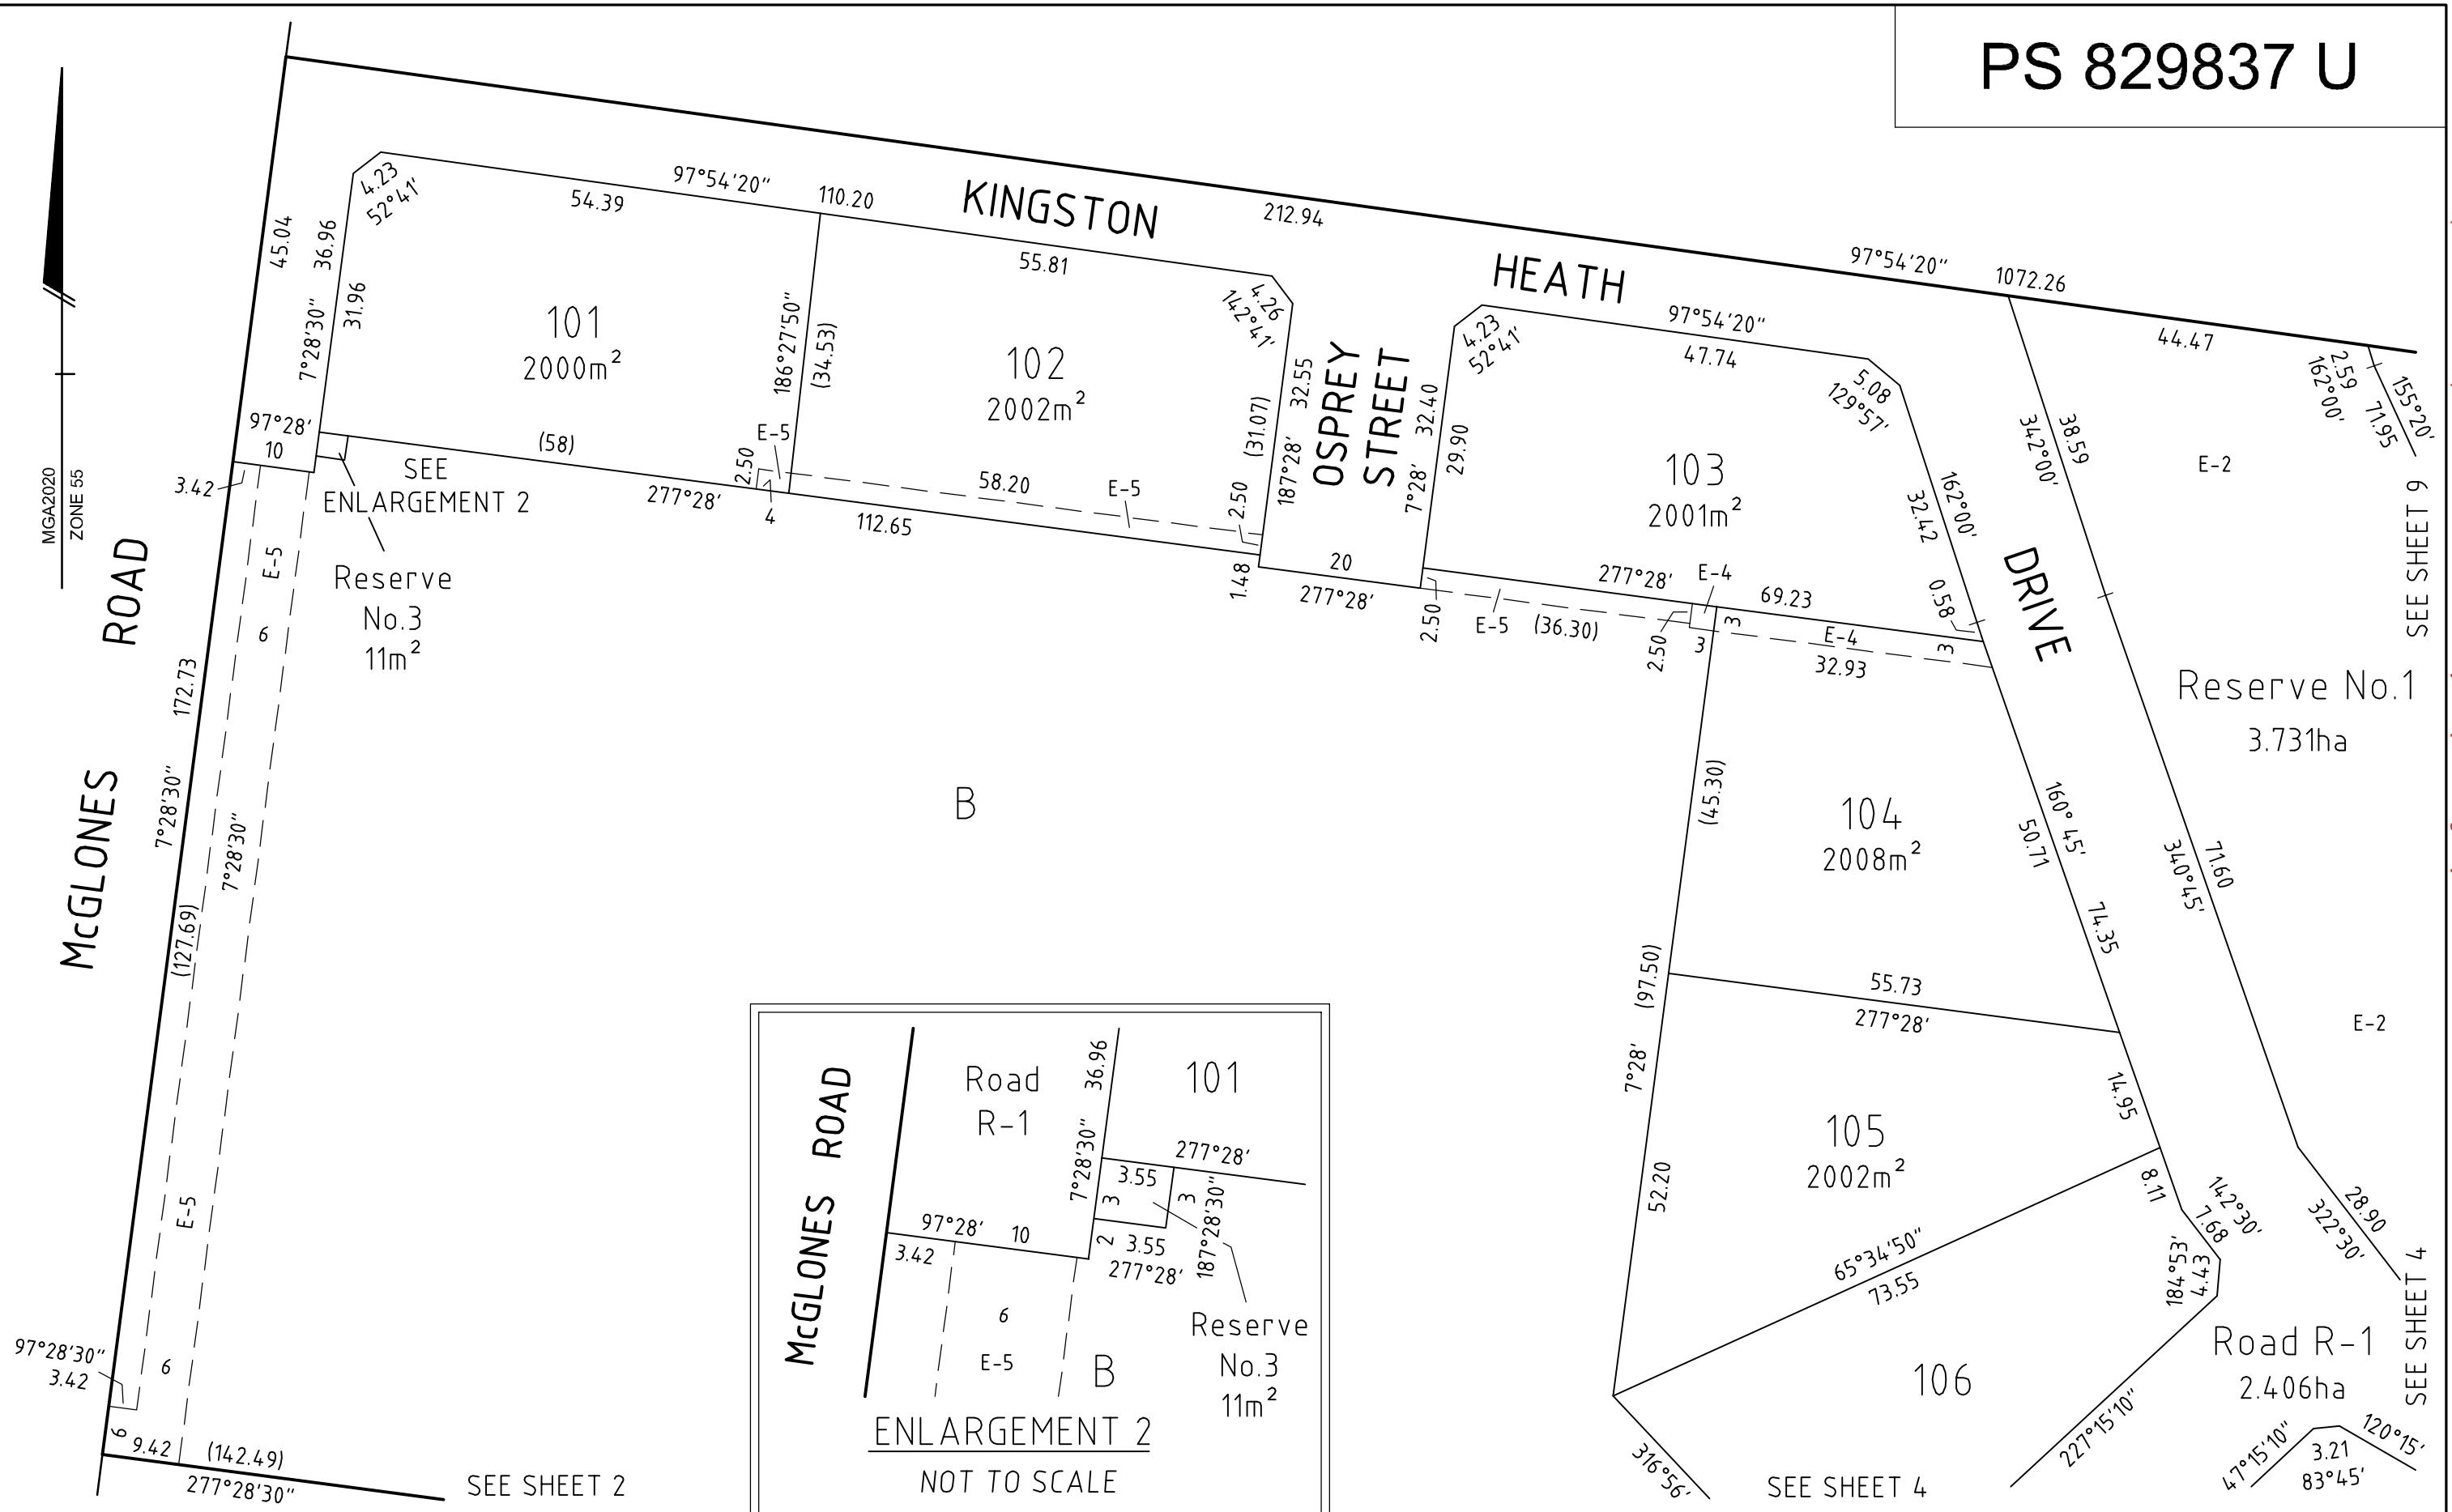 PS 829837 U
MGA2020
ZONE 55
McGLONES ROAD
KINGSTON HEATH DRIVE
OSPREY
STREET
45.04
36.96
7°28'30"
31.96
4.23
52°41'
54.39
97°54'20"
110.20
212.94
97°54'20"
1072.26
44.47
101
2000m²
186°27'50"
(34.53)
55.81
4.26
142°41'
102
2002m²
32.55
(31.07)
187°28'
4.23
52°41'
97°54'20"
47.74
5.08
129°57'
32.40
29.90
7°28'
103
2001m²
162°00'
32.42
0.58
38.59
342°00'
2.59
162°00'
155°20'
71.95
E-2
SEE SHEET 9
97°28'
10
3.42
SEE
ENLARGEMENT 2
(58)
277°28'
2.50
E-5
4
112.65
58.20
E-5
2.50
1.48
20
277°28'
2.50
E-5
(36.30)
277°28'
E-4
69.23
2.50
3
3
E-4
3
32.93
Reserve
No.3
11m²
E-5
6
172.73
7°28'30"
7°28'30"
(127.69)
E-5
B
(45.30)
104
2008m²
160°45'
50.71
74.35
71.60
340°45'
Reserve No.1
3.731ha
E-2
(97.50)
7°28'
55.73
277°28'
14.95
105
2002m²
52.20
8.11
142°30'
7.68
184°53'
4.43
28.90
322°30'
65°34'50"
73.55
106
Road R-1
2.406ha
SEE SHEET 4
316°56'
SEE SHEET 4
227°15'10"
47°15'10"
3.21
83°45'
120°15'
97°28'30"
3.42
6
6
9.42
(142.49)
277°28'30"
SEE SHEET 2
McGLONES ROAD
Road
R-1
36.96
7°28'30"
101
277°28'
3.55
3
3
187°28'30"
97°28'
10
3.42
2
3.55
277°28'
6
E-5
B
Reserve
No.3
11m²
ENLARGEMENT 2
NOT TO SCALE